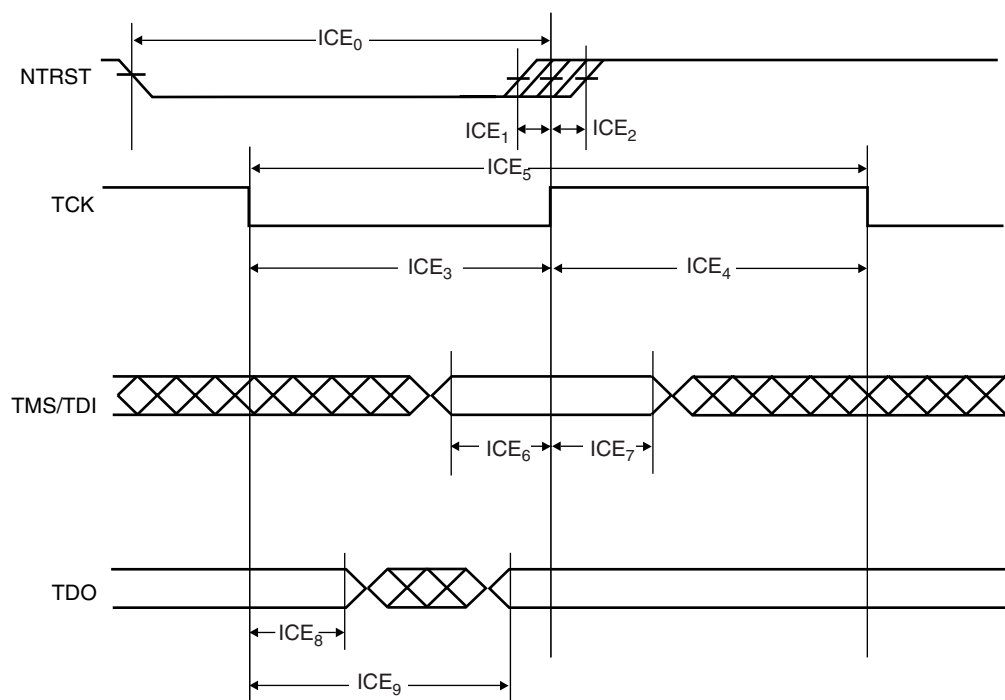 ICE0
NTRST
ICE1 ICE2
ICE5
TCK
ICE3 ICE4
TMS/TDI
ICE6 ICE7
TDO
ICE8
ICE9